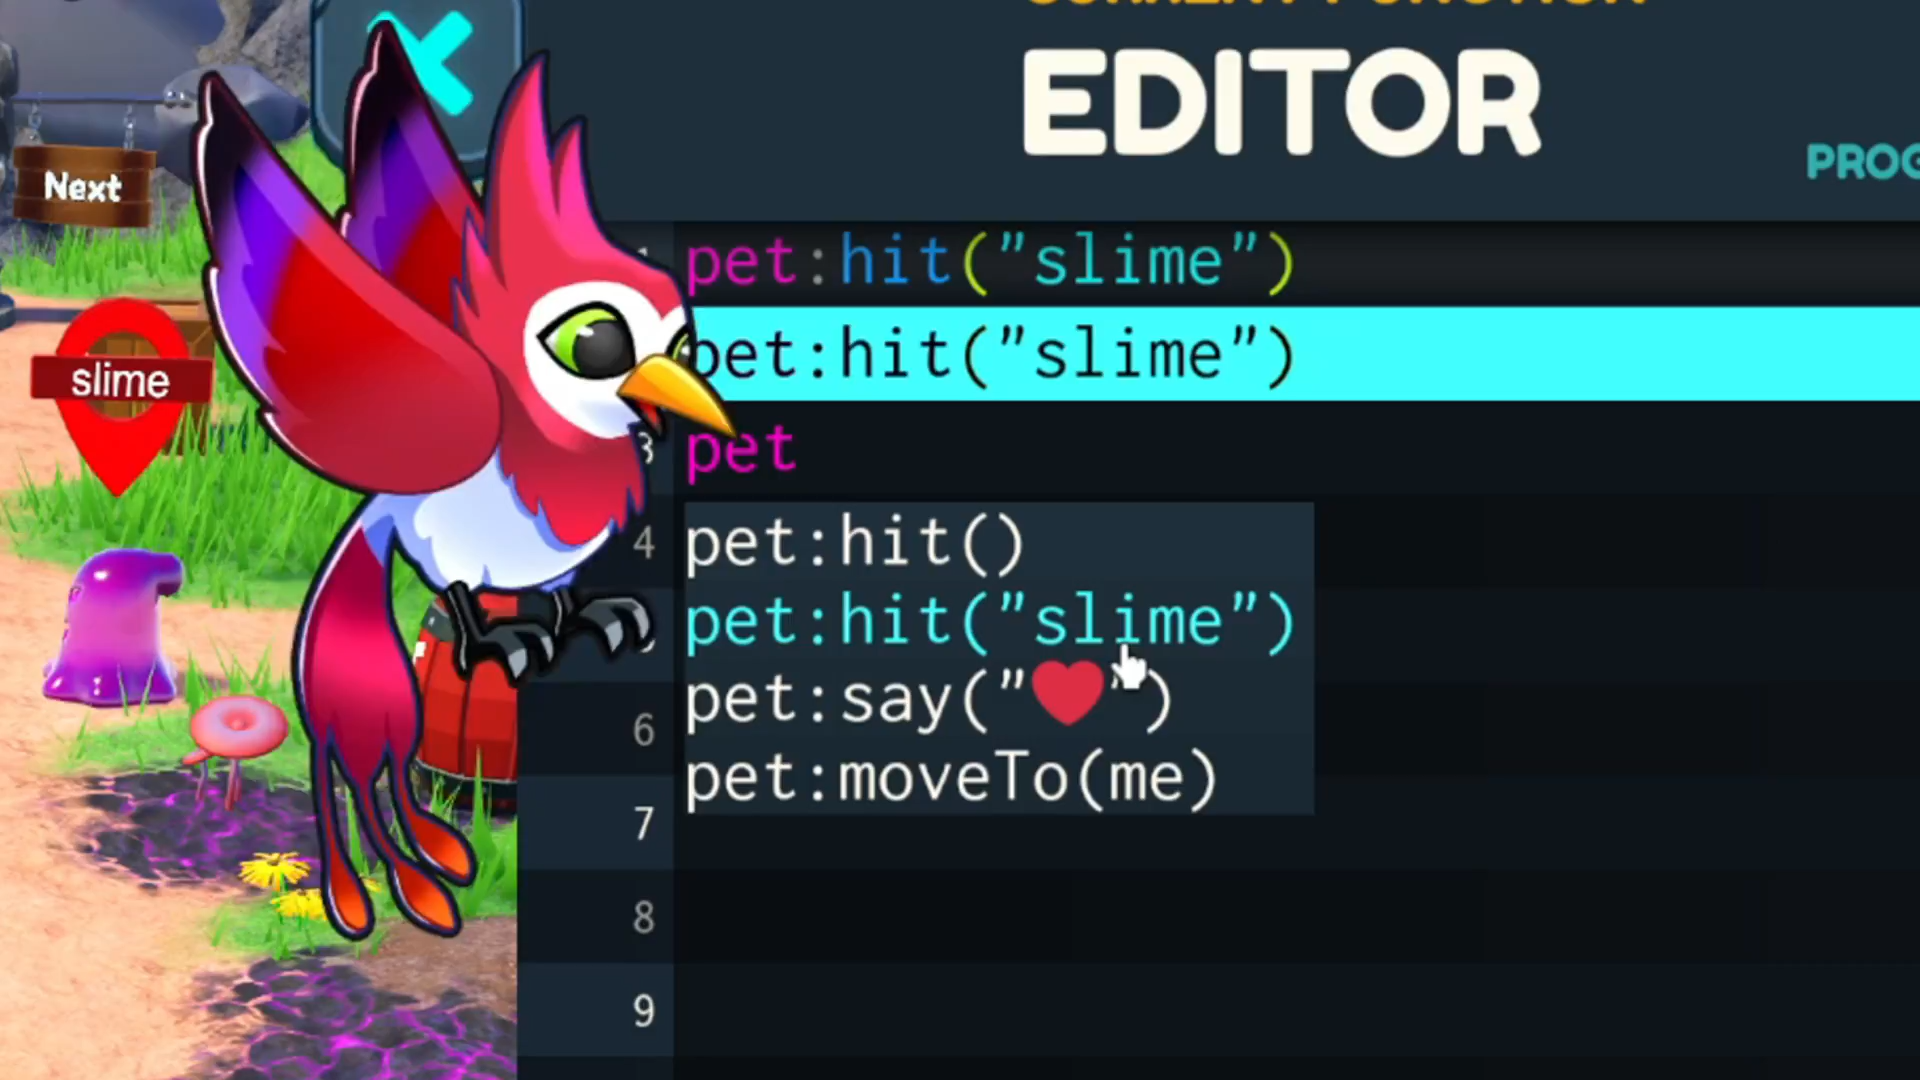 EDITOR
PROG
Next
slime
pet:hit("slime")
pet:hit("slime")
3 pet
4 pet:hit()
pet:hit("slime")
pet:say("❤")
6
pet:moveTo(me)
7
8
9